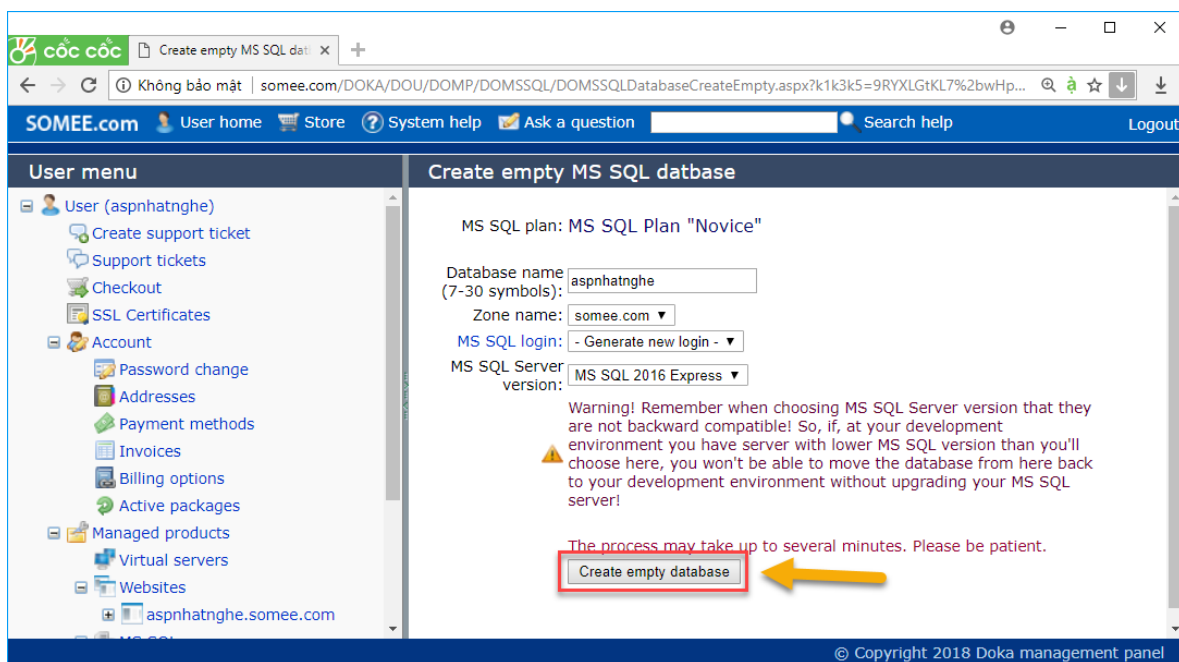 cốc cốc
Create empty MS SQL dat
Không bảo mật | somee.com/DOKA/DOU/DOMP/DOMSSQL/DOMSSQLDatabaseCreateEmpty.aspx?k1k3k5=9RYXLGtKL7%2bwHp...
à
SOMEE.com User home Store System help Ask a question Search help Logout
User menu
User (aspnhatnghe)
Create support ticket
Support tickets
Checkout
SSL Certificates
Account
Password change
Addresses
Payment methods
Invoices
Billing options
Active packages
Managed products
Virtual servers
Websites
aspnhatnghe.somee.com
MS SQL
Create empty MS SQL datbase
MS SQL plan: MS SQL Plan "Novice"
Database name
(7-30 symbols): aspnhatnghe
Zone name: somee.com
MS SQL login: - Generate new login -
MS SQL Server
version: MS SQL 2016 Express
Warning! Remember when choosing MS SQL Server version that they
are not backward compatible! So, if, at your development
environment you have server with lower MS SQL version than you'll
choose here, you won't be able to move the database from here back
to your development environment without upgrading your MS SQL
server!
The process may take up to several minutes. Please be patient.
Create empty database
© Copyright 2018 Doka management panel